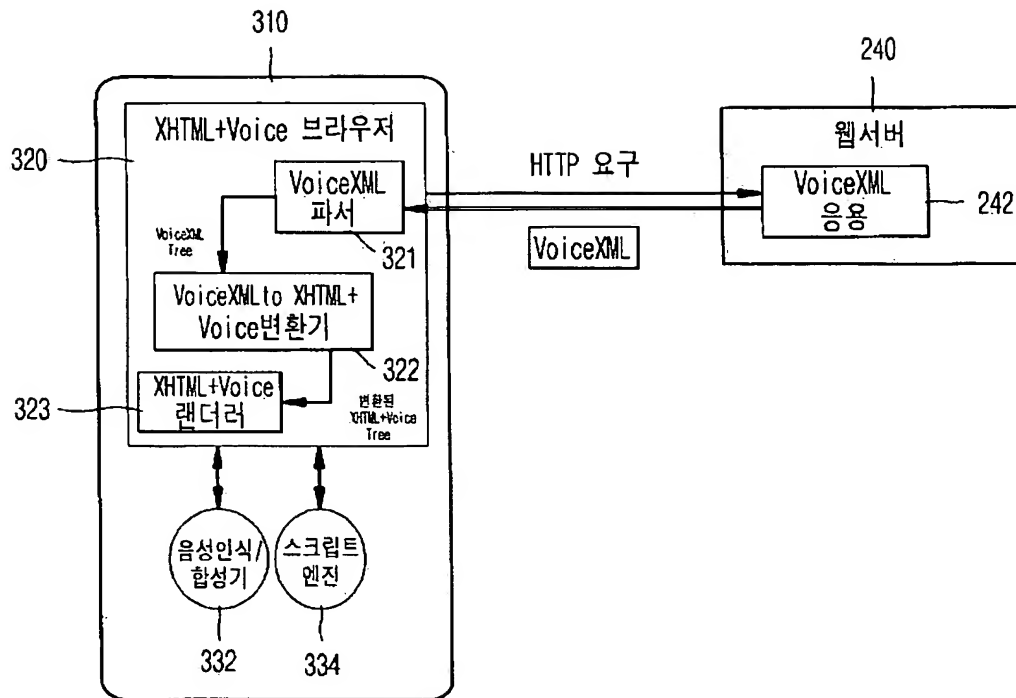 310
320
XHTML+Voice 브라우저
VoiceXML
파서
321
VoiceXML
Tree
VoiceXMLto XHTML+
Voice변환기
322
XHTML+Voice
랜더러
323
변환된
XHTML+Voice
Tree
음성인식/
합성기
332
스크립트
엔진
334
HTTP 요구
VoiceXML
240
웹서버
VoiceXML
응용
242